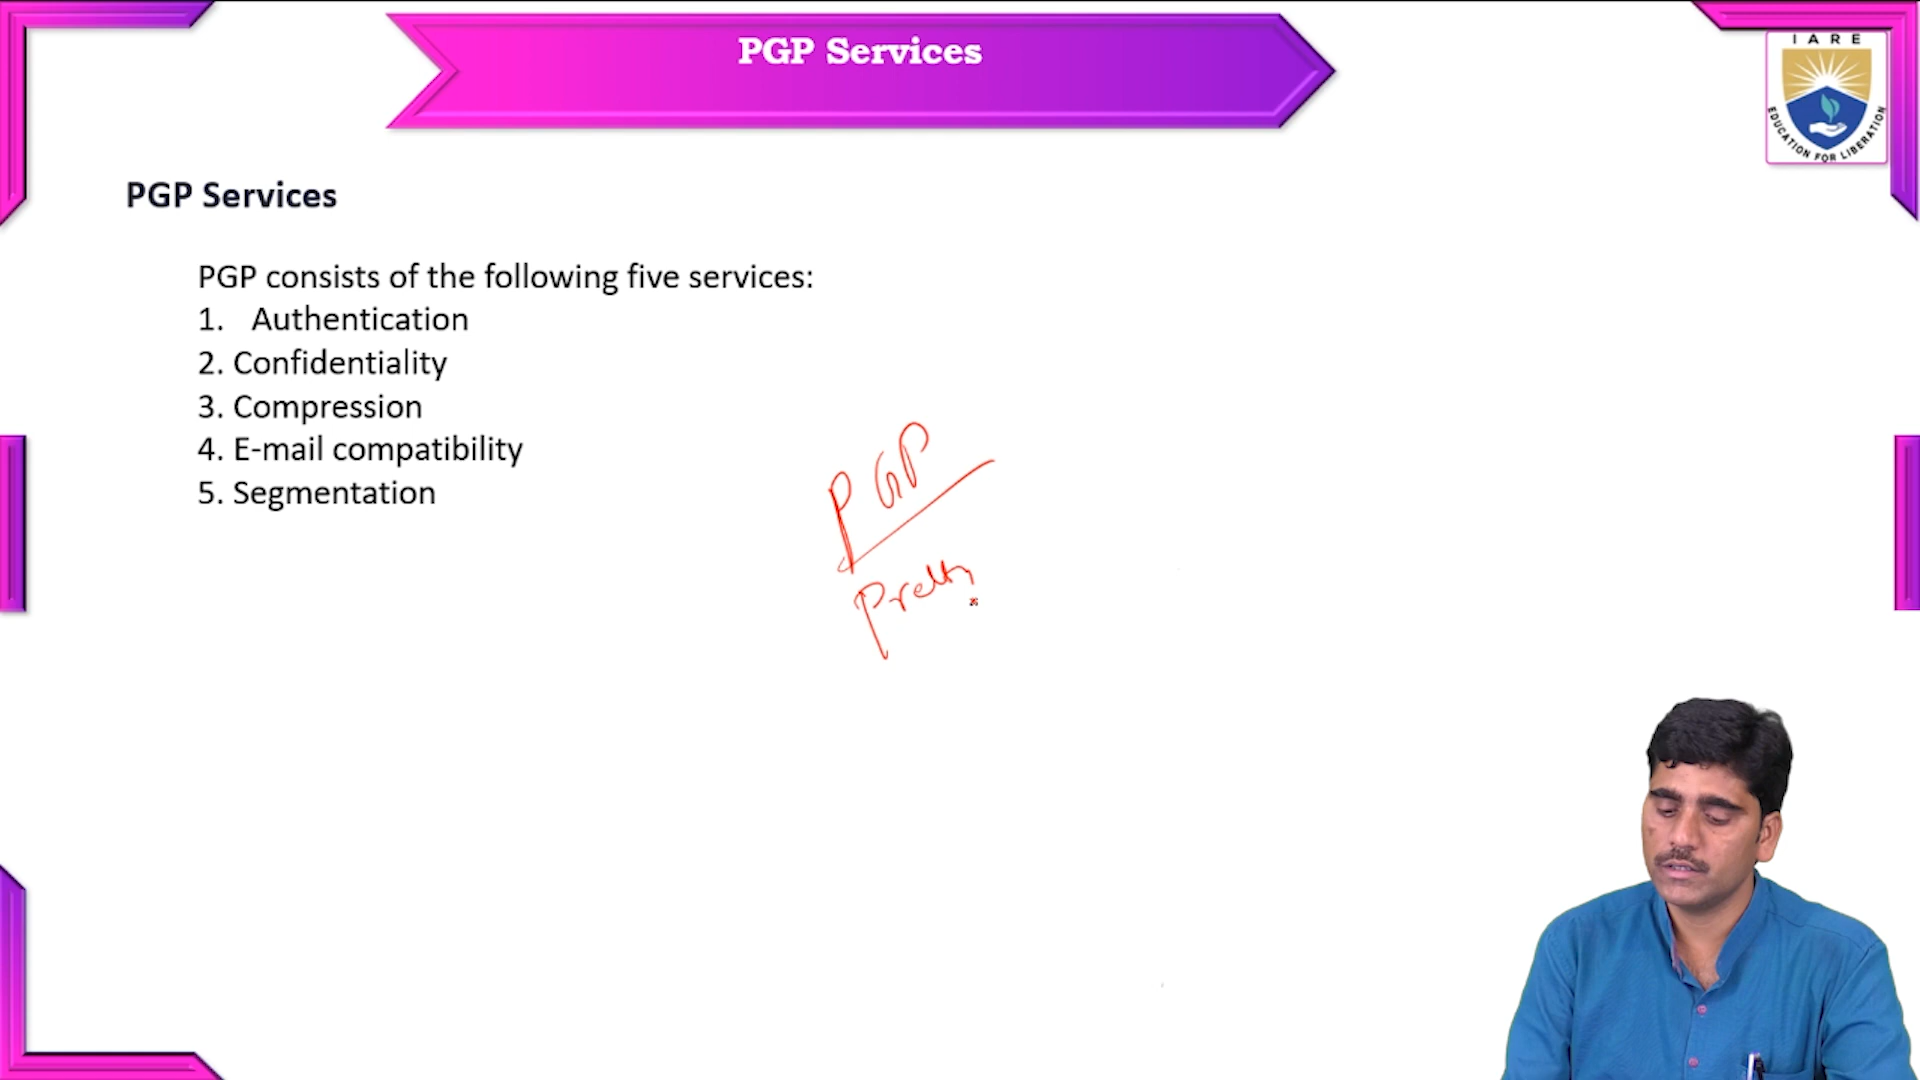 PGP Services
IARE
EDUCATION FOR LIBERATION
PGP Services
PGP consists of the following five services:
1. Authentication
2. Confidentiality
3. Compression
4. E-mail compatibility
5. Segmentation
PGP
Pretty